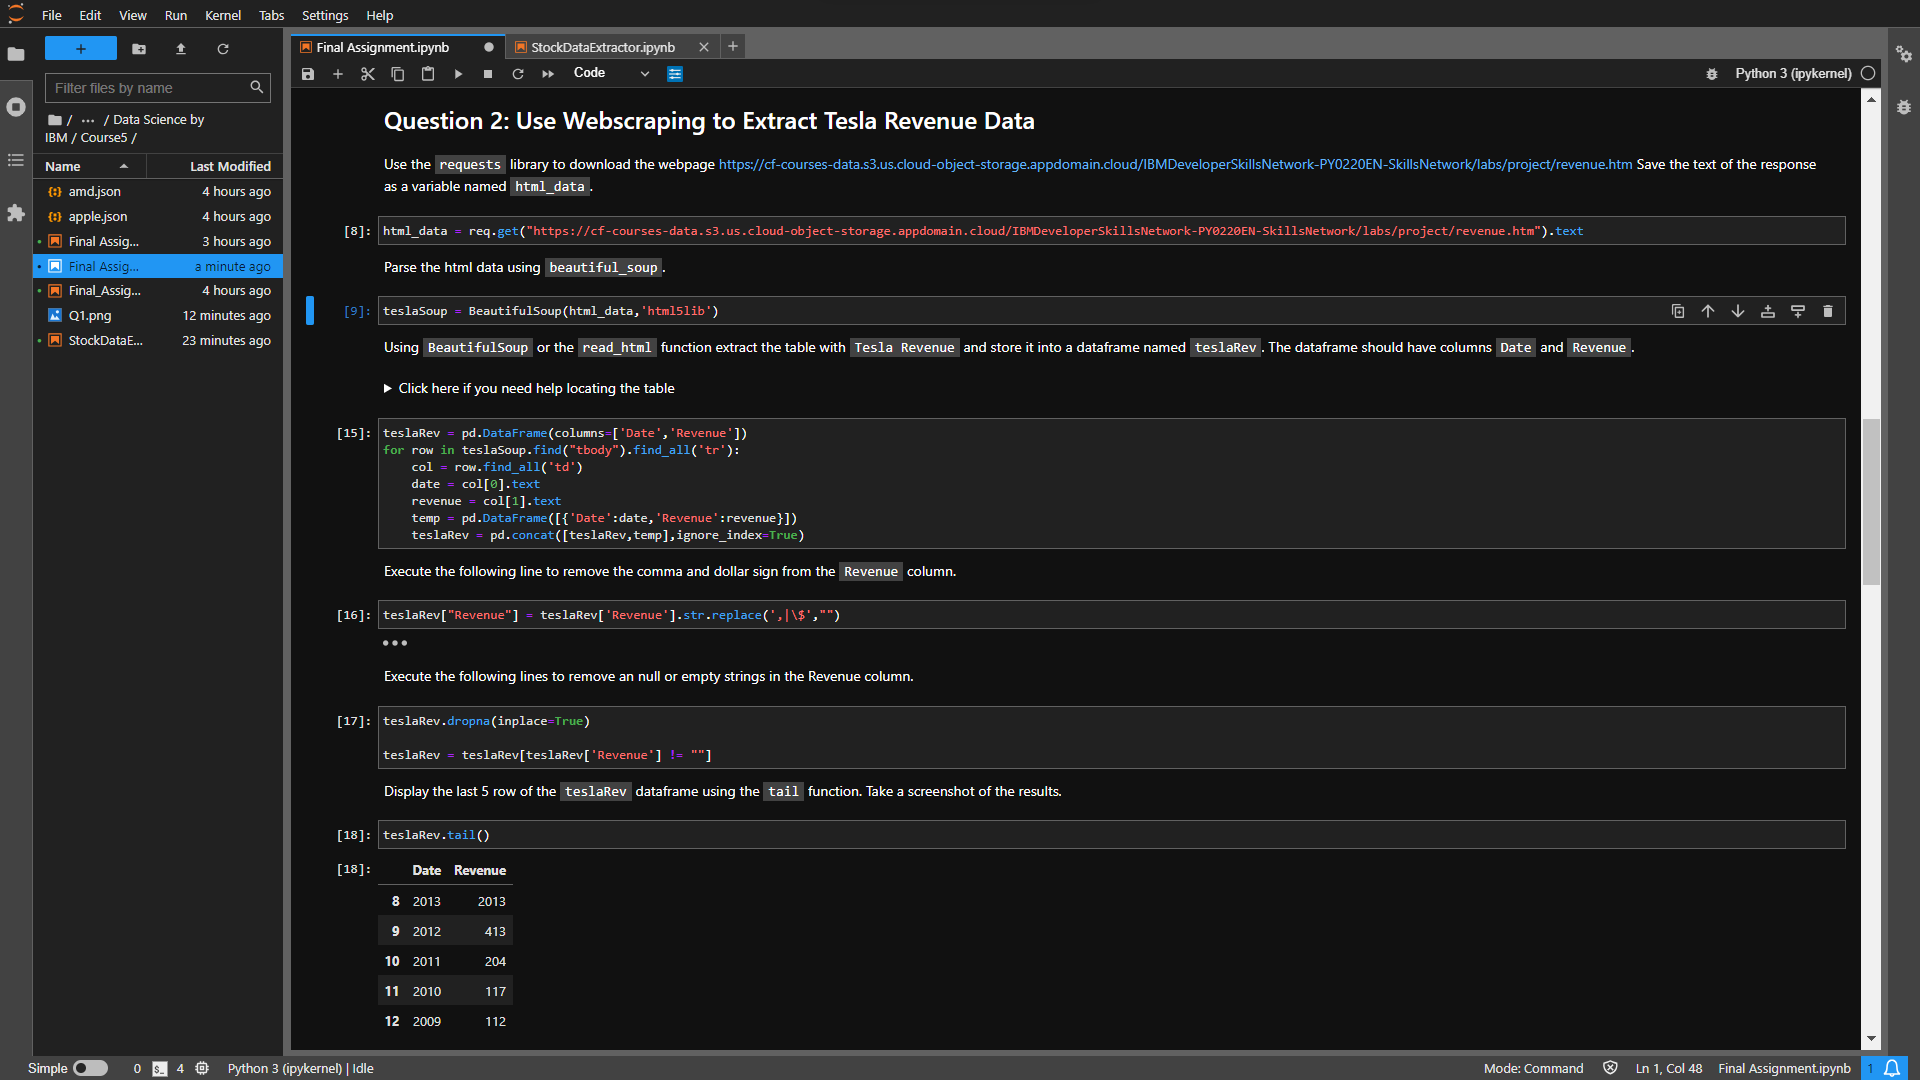 File Edit View Run Kernel Tabs Settings Help
Filter files by name
/ ... / Data Science by
IBM / Course5 /
Name Last Modified
amd.json 4 hours ago
apple.json 4 hours ago
Final Assig... 3 hours ago
Final Assig... a minute ago
Final_Assig... 4 hours ago
Q1.png 12 minutes ago
StockDataE... 23 minutes ago
Final Assignment.ipynb StockDataExtractor.ipynb
Code Python 3 (ipykernel)
Question 2: Use Webscraping to Extract Tesla Revenue Data
Use the requests library to download the webpage https://cf-courses-data.s3.us.cloud-object-storage.appdomain.cloud/IBMDeveloperSkillsNetwork-PY0220EN-SkillsNetwork/labs/project/revenue.htm Save the text of the response
as a variable named html_data.
[8]: html_data = req.get("https://cf-courses-data.s3.us.cloud-object-storage.appdomain.cloud/IBMDeveloperSkillsNetwork-PY0220EN-SkillsNetwork/labs/project/revenue.htm").text
Parse the html data using beautiful_soup.
[9]: teslaSoup = BeautifulSoup(html_data,'html5lib')
Using BeautifulSoup or the read_html function extract the table with Tesla Revenue and store it into a dataframe named teslaRev. The dataframe should have columns Date and Revenue.
Click here if you need help locating the table
[15]: teslaRev = pd.DataFrame(columns=['Date','Revenue'])
for row in teslaSoup.find("tbody").find_all('tr'):
    col = row.find_all('td')
    date = col[0].text
    revenue = col[1].text
    temp = pd.DataFrame([{'Date':date,'Revenue':revenue}])
    teslaRev = pd.concat([teslaRev,temp],ignore_index=True)
Execute the following line to remove the comma and dollar sign from the Revenue column.
[16]: teslaRev["Revenue"] = teslaRev['Revenue'].str.replace(',|\$',"")
Execute the following lines to remove an null or empty strings in the Revenue column.
[17]: teslaRev.dropna(inplace=True)
teslaRev = teslaRev[teslaRev['Revenue'] != ""]
Display the last 5 row of the teslaRev dataframe using the tail function. Take a screenshot of the results.
[18]: teslaRev.tail()
[18]: Date Revenue
8 2013 2013
9 2012 413
10 2011 204
11 2010 117
12 2009 112
Simple 0 $_ 4 Python 3 (ipykernel) | Idle Mode: Command Ln 1, Col 48 Final Assignment.ipynb 1